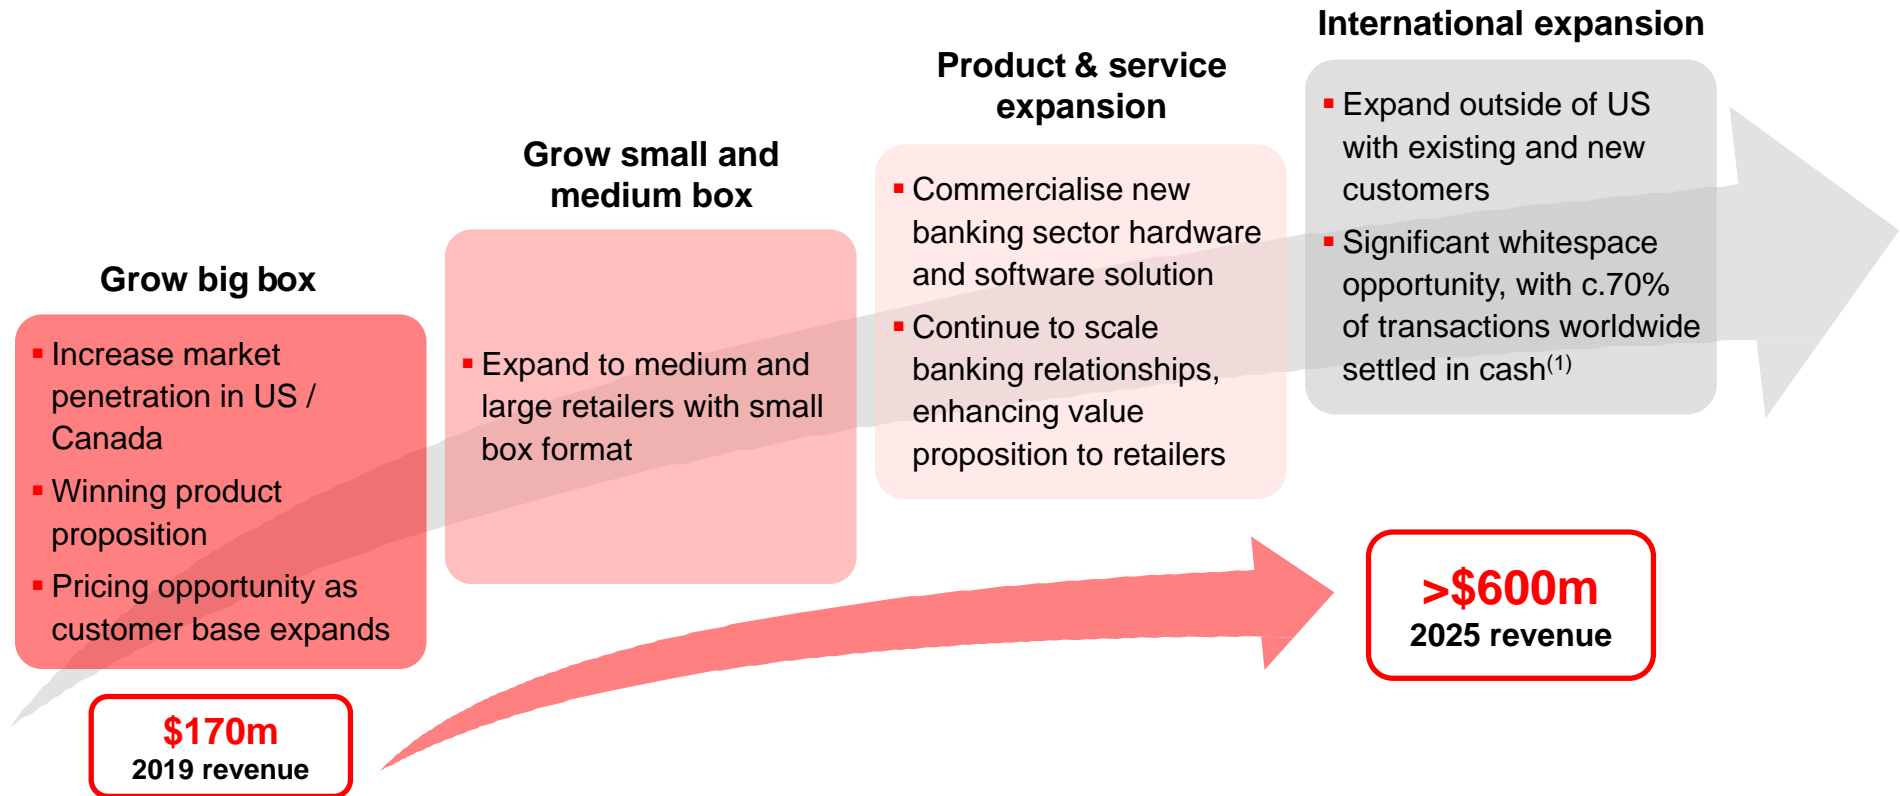 Grow big box
▪ Increase market
penetration in US /
Canada
▪ Winning product
proposition
▪ Pricing opportunity as
customer base expands
Grow small and
medium box
▪ Expand to medium and
large retailers with small
box format
Product & service
expansion
▪ Commercialise new
banking sector hardware
and software solution
▪ Continue to scale
banking relationships,
enhancing value
proposition to retailers
International expansion
▪ Expand outside of US
with existing and new
customers
▪ Significant whitespace
opportunity, with c.70%
of transactions worldwide
settled in cash(1)
$170m
2019 revenue
>$600m
2025 revenue